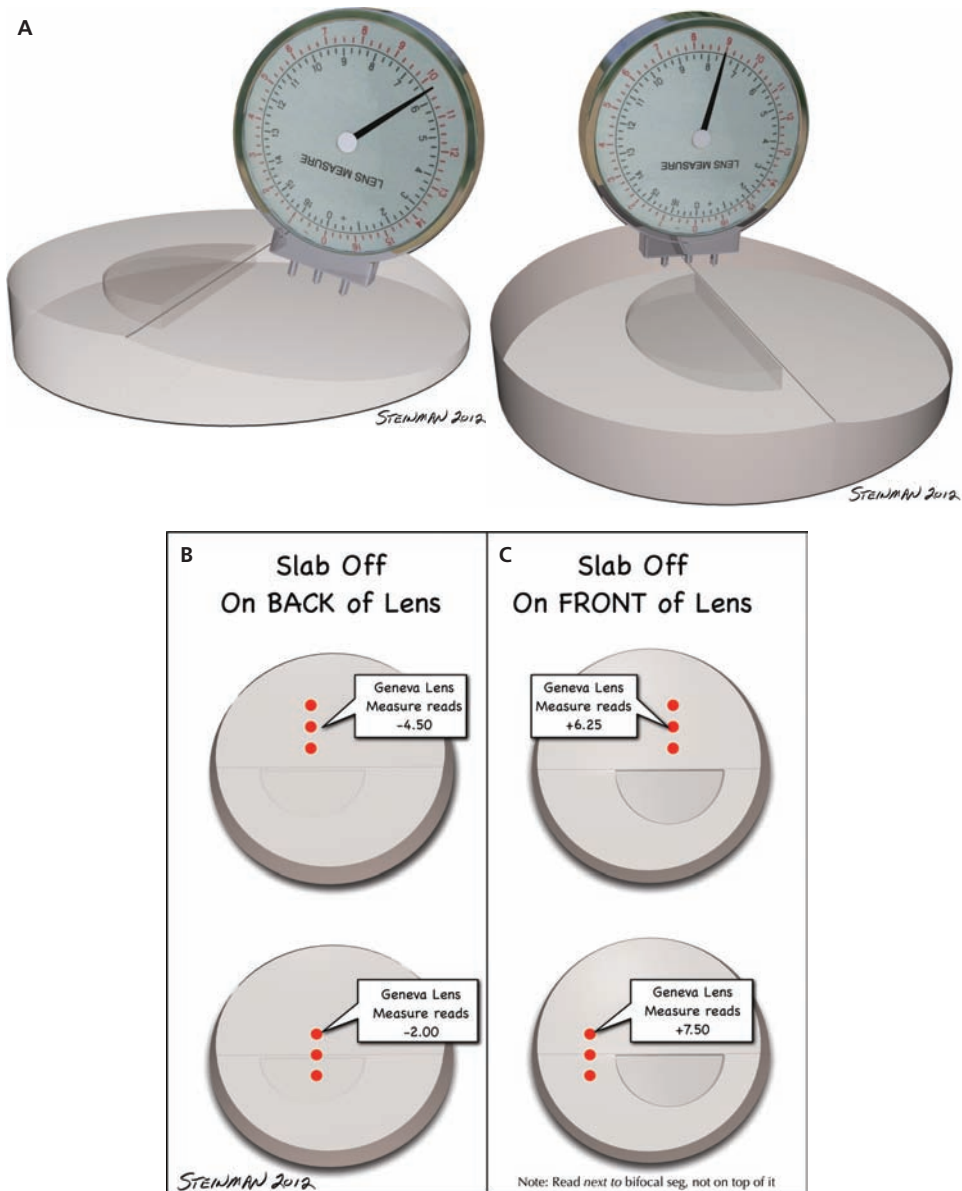 A
LENS MEASURE
LENS MEASURE
STEINMAN 2012
STEINMAN 2012
B
Slab Off
On BACK of Lens
Geneva Lens
Measure reads
-4.50
Geneva Lens
Measure reads
-2.00
STEINMAN 2012
C
Slab Off
On FRONT of Lens
Geneva Lens
Measure reads
+6.25
Geneva Lens
Measure reads
+7.50
Note: Read next to bifocal seg, not on top of it